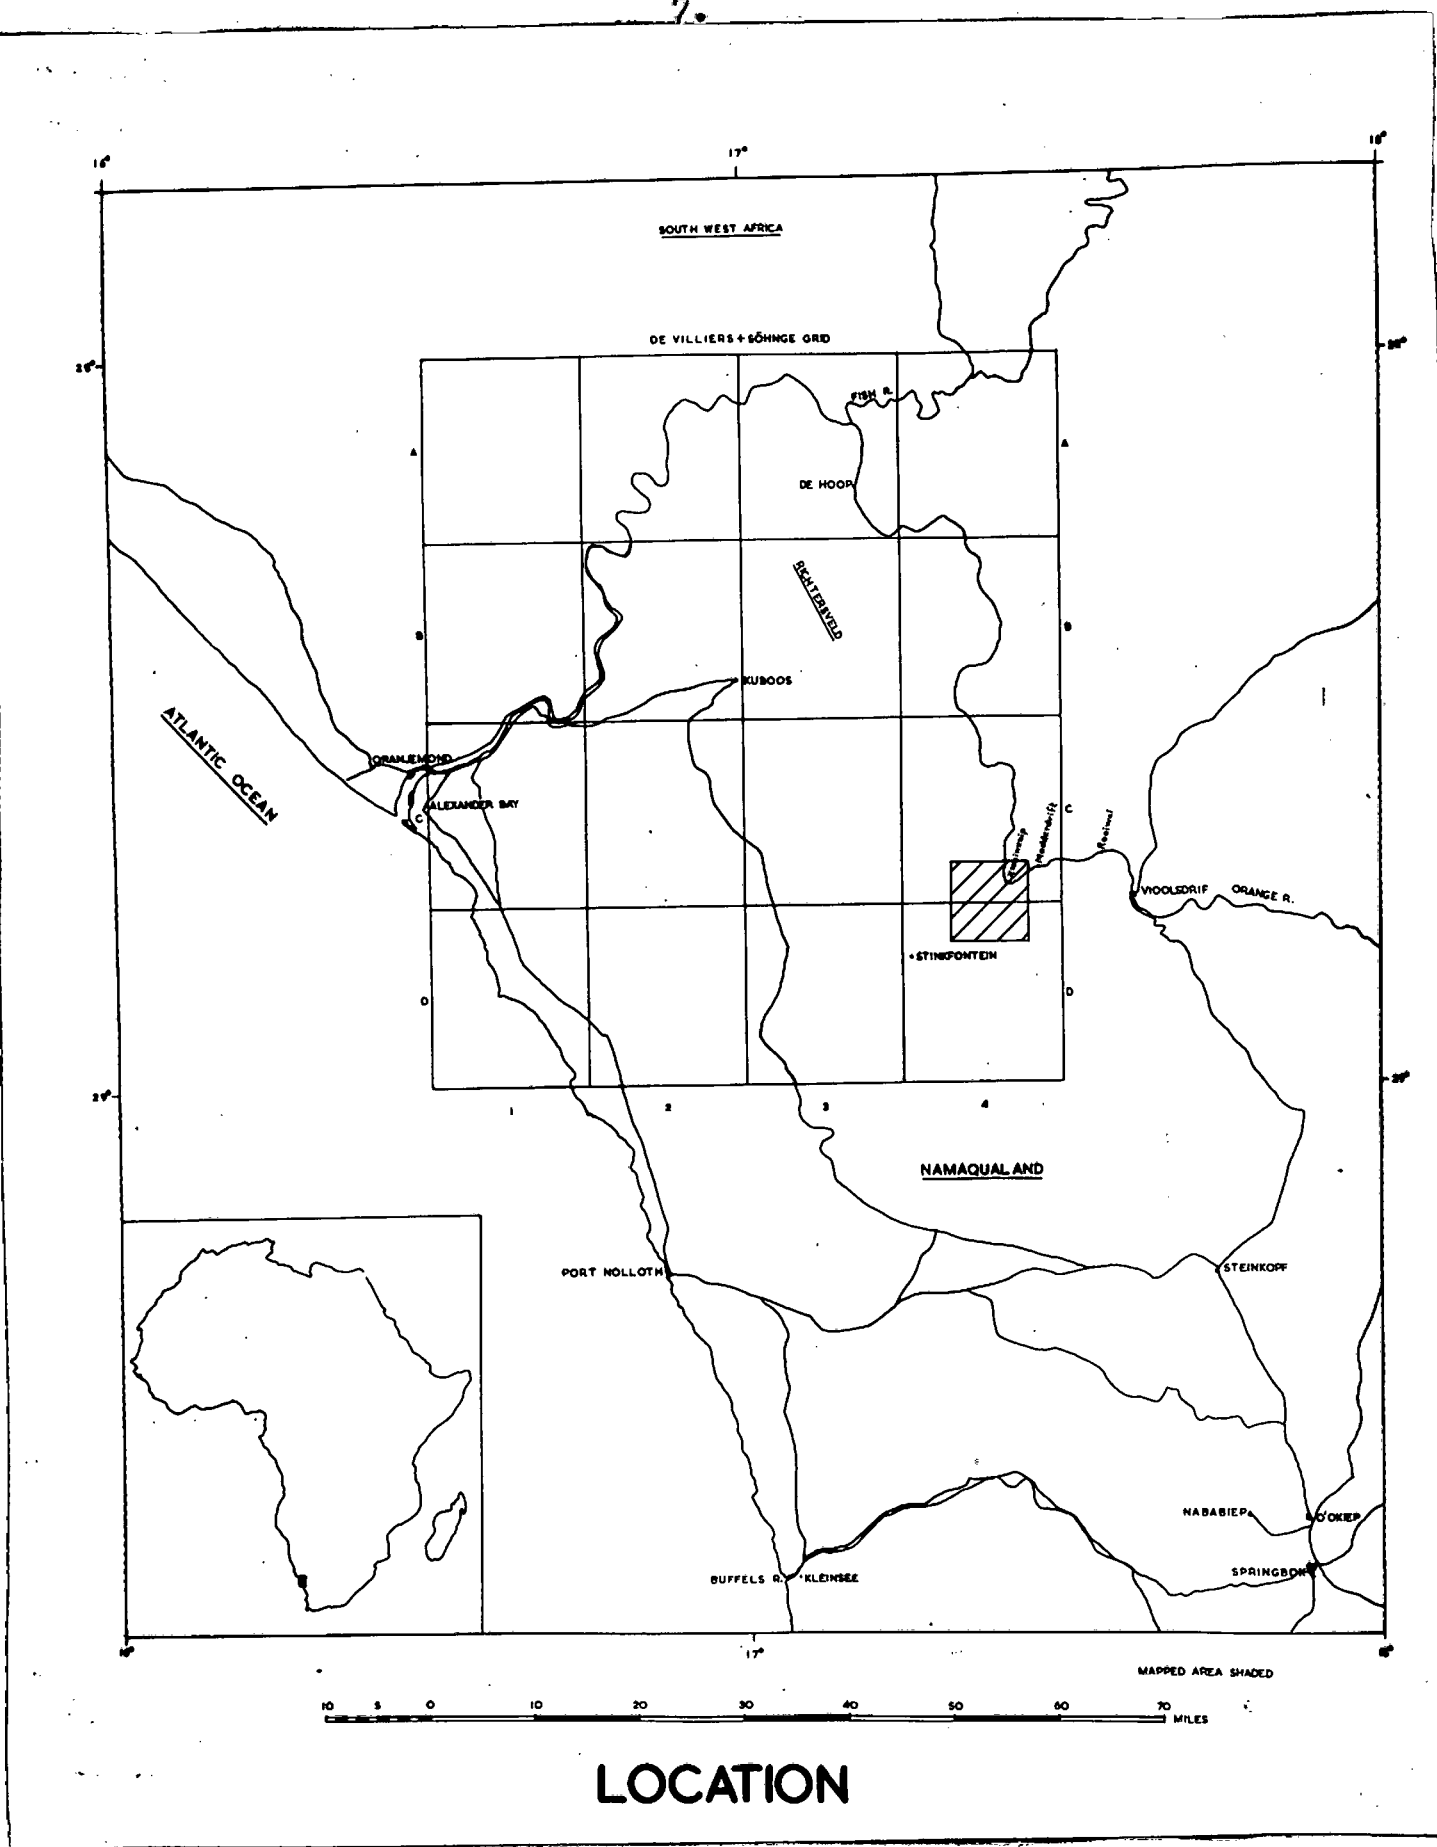 7.
16° 17° 18°
SOUTH WEST AFRICA
DE VILLIERS + SÖHNGE GRID
28° 28°
FISH R.
A A
DE HOOP
RICHTERSVELD
B B
KUBOOS
ATLANTIC OCEAN
ORANJEMOND
ALEXANDER BAY
C C
Modderdrift
Rooiwal
VIOOLSDRIF ORANGE R.
STINKFONTEIN
D D
29° 29°
1 2 3 4
NAMAQUALAND
PORT NOLLOTH
STEINKOPF
NABABIEP
O'OKIEP
SPRINGBOK
BUFFELS R. KLEINSEE
16° 17° 18°
MAPPED AREA SHADED
10 5 0 10 20 30 40 50 60 70 MILES
LOCATION